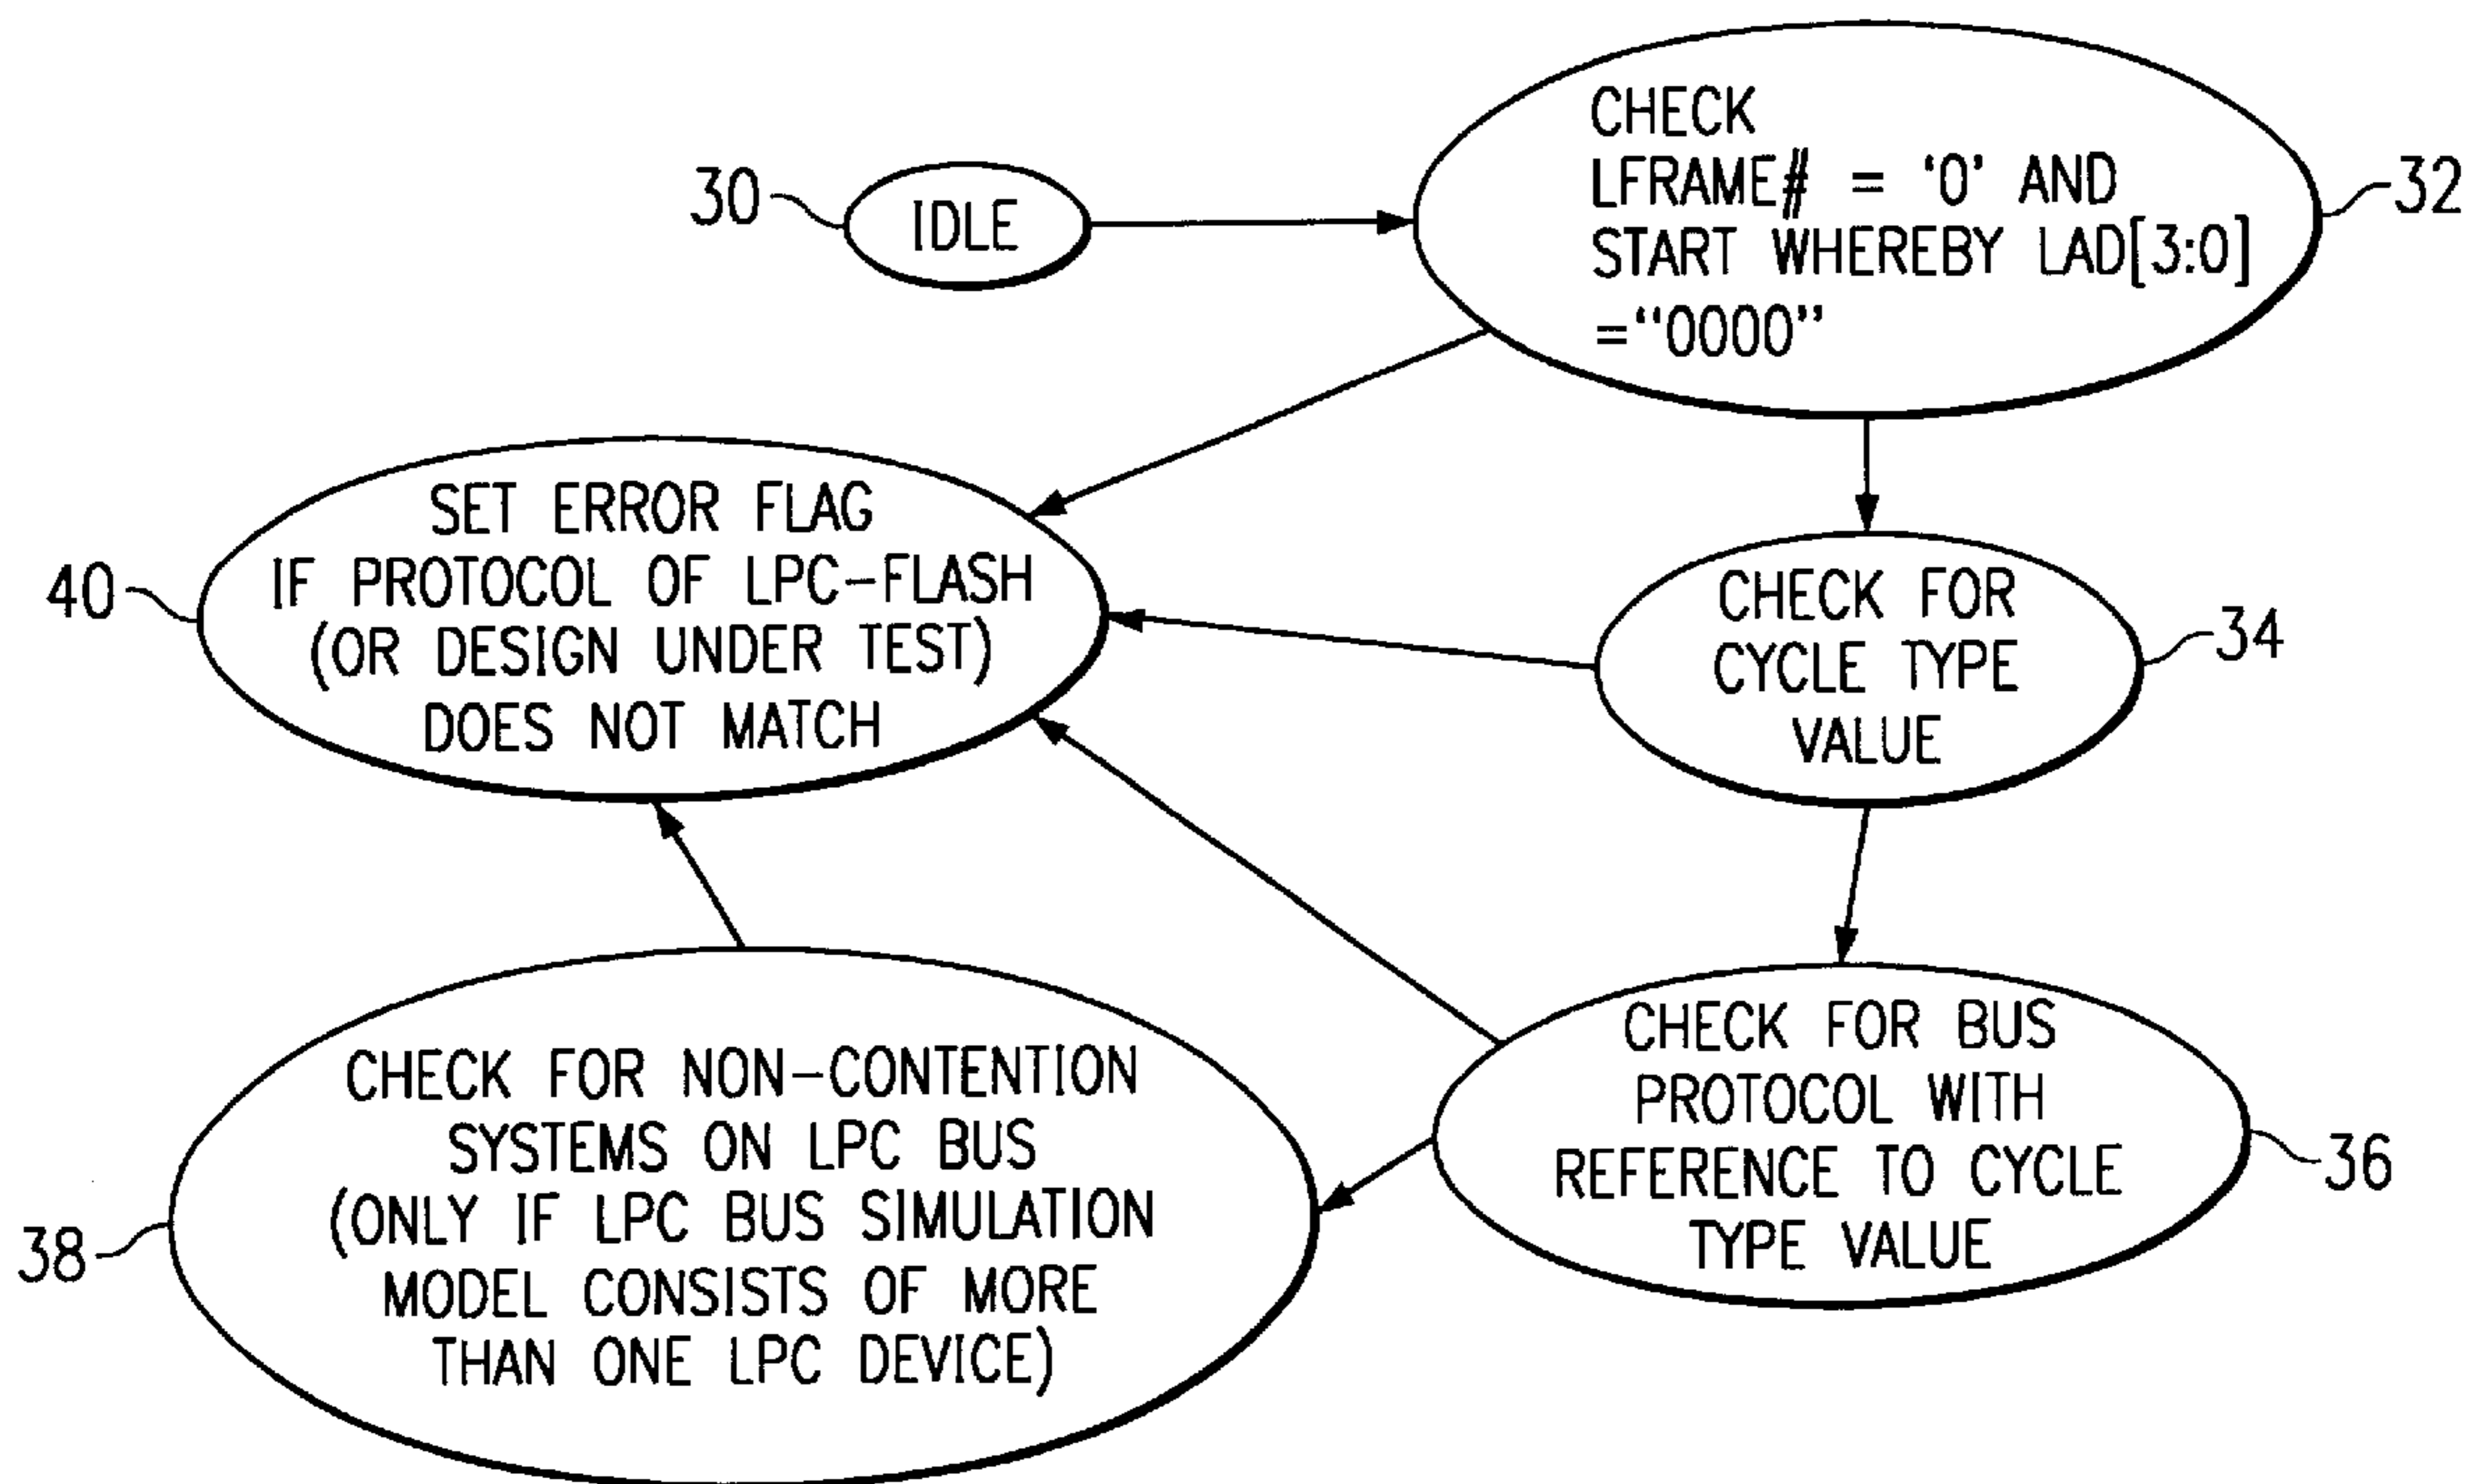 30
IDLE
CHECK
LFRAME# = ‘0’ AND
START WHEREBY LAD[3:0]
=“0000”
32
SET ERROR FLAG
IF PROTOCOL OF LPC-FLASH
(OR DESIGN UNDER TEST)
DOES NOT MATCH
40
CHECK FOR
CYCLE TYPE
VALUE
34
CHECK FOR BUS
PROTOCOL WITH
REFERENCE TO CYCLE
TYPE VALUE
36
CHECK FOR NON-CONTENTION
SYSTEMS ON LPC BUS
(ONLY IF LPC BUS SIMULATION
MODEL CONSISTS OF MORE
THAN ONE LPC DEVICE)
38